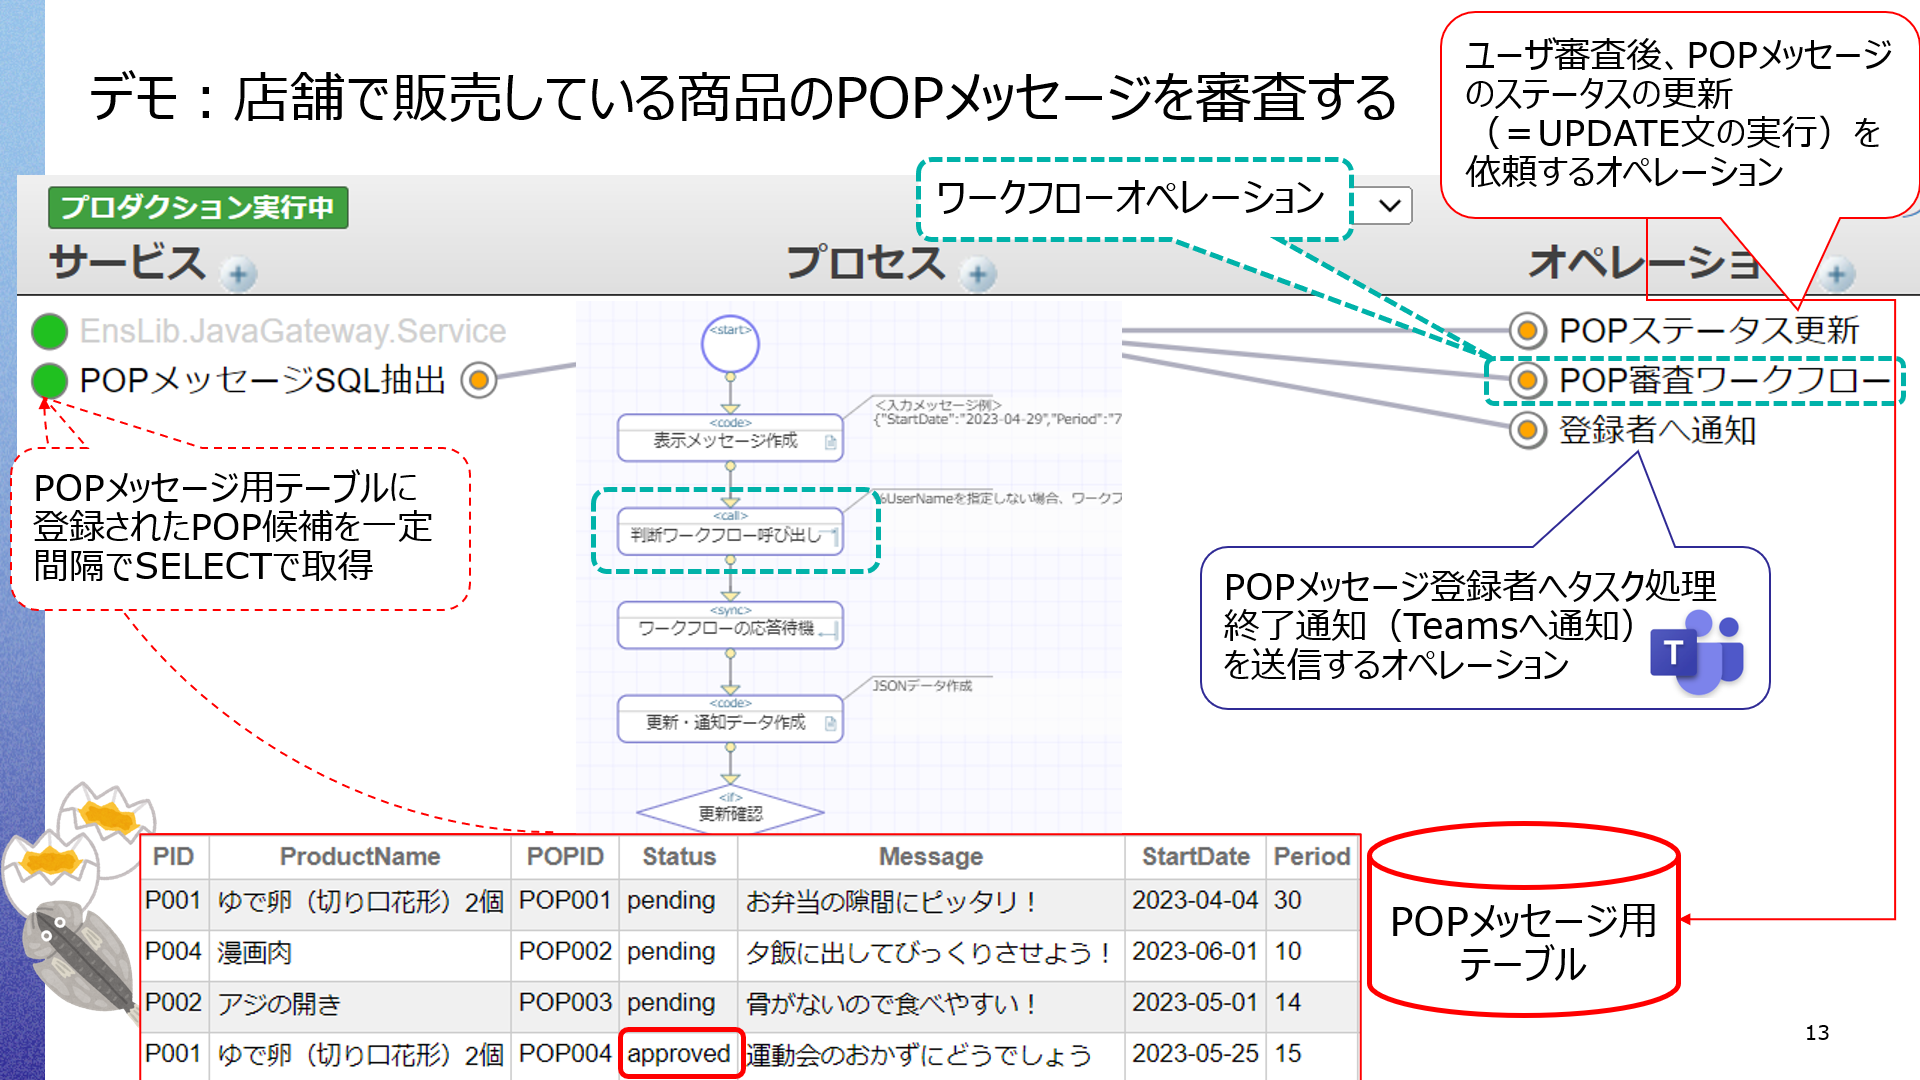 デモ：店舗で販売している商品のPOPメッセージを審査する
ユーザ審査後、POPメッセージ
のステータスの更新
（＝UPDATE文の実行）を
依頼するオペレーション
プロダクション実行中
ワークフローオペレーション
サービス
プロセス
オペレーショ
EnsLib.JavaGateway.Service
POPメッセージSQL抽出
POPステータス更新
POP審査ワークフロー
登録者へ通知
POPメッセージ用テーブルに
登録されたPOP候補を一定
間隔でSELECTで取得
<start>
<入力メッセージ例>
{"StartDate":"2023-04-29","Period":"7
<code>
表示メッセージ作成
%UserNameを指定しない場合、ワークフ
<call>
判断ワークフロー呼び出し
<sync>
ワークフローの応答待機
JSONデータ作成
<code>
更新・通知データ作成
<if>
更新確認
POPメッセージ登録者へタスク処理
終了通知（Teamsへ通知）
を送信するオペレーション
T
PID ProductName POPID Status Message StartDate Period
P001 ゆで卵（切り口花形）2個 POP001 pending お弁当の隙間にピッタリ！ 2023-04-04 30
P004 漫画肉 POP002 pending 夕飯に出してびっくりさせよう！ 2023-06-01 10
P002 アジの開き POP003 pending 骨がないので食べやすい！ 2023-05-01 14
P001 ゆで卵（切り口花形）2個 POP004 approved 運動会のおかずにどうでしょう 2023-05-25 15
POPメッセージ用
テーブル
13